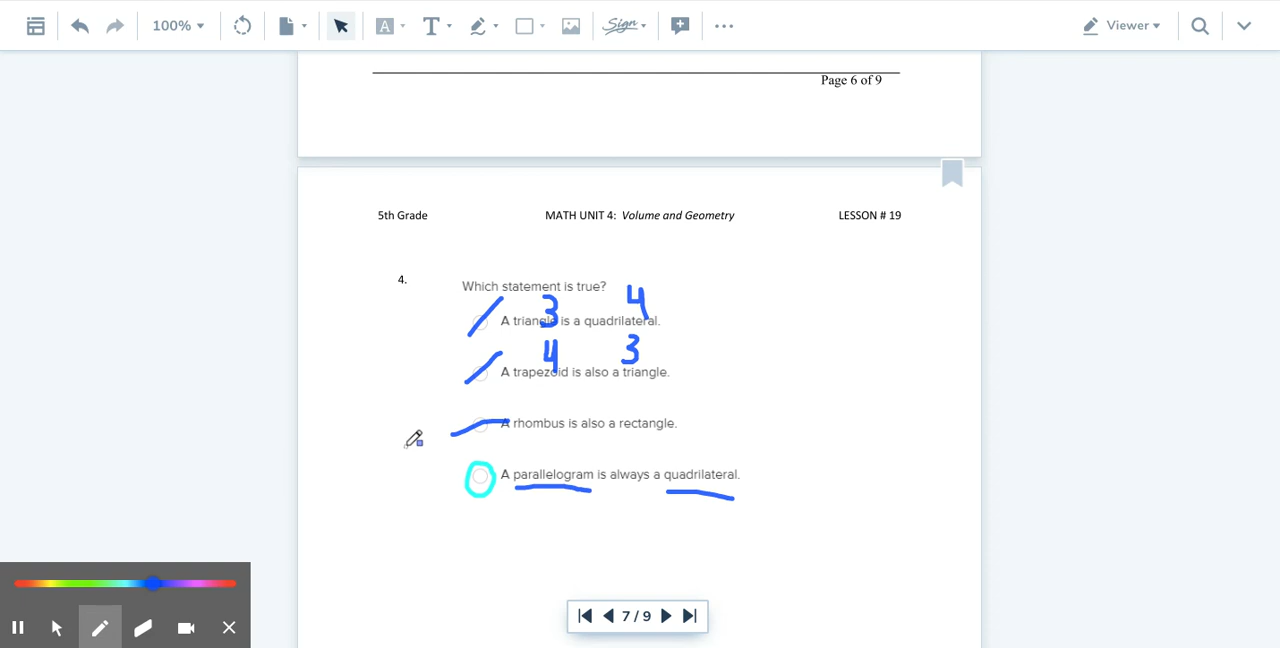 100%
A
T
Sign
Viewer
Page 6 of 9
5th Grade MATH UNIT 4: Volume and Geometry LESSON # 19
4. Which statement is true?
3 4
A triangle is a quadrilateral.
4 3
A trapezoid is also a triangle.
A rhombus is also a rectangle.
A parallelogram is always a quadrilateral.
7 / 9